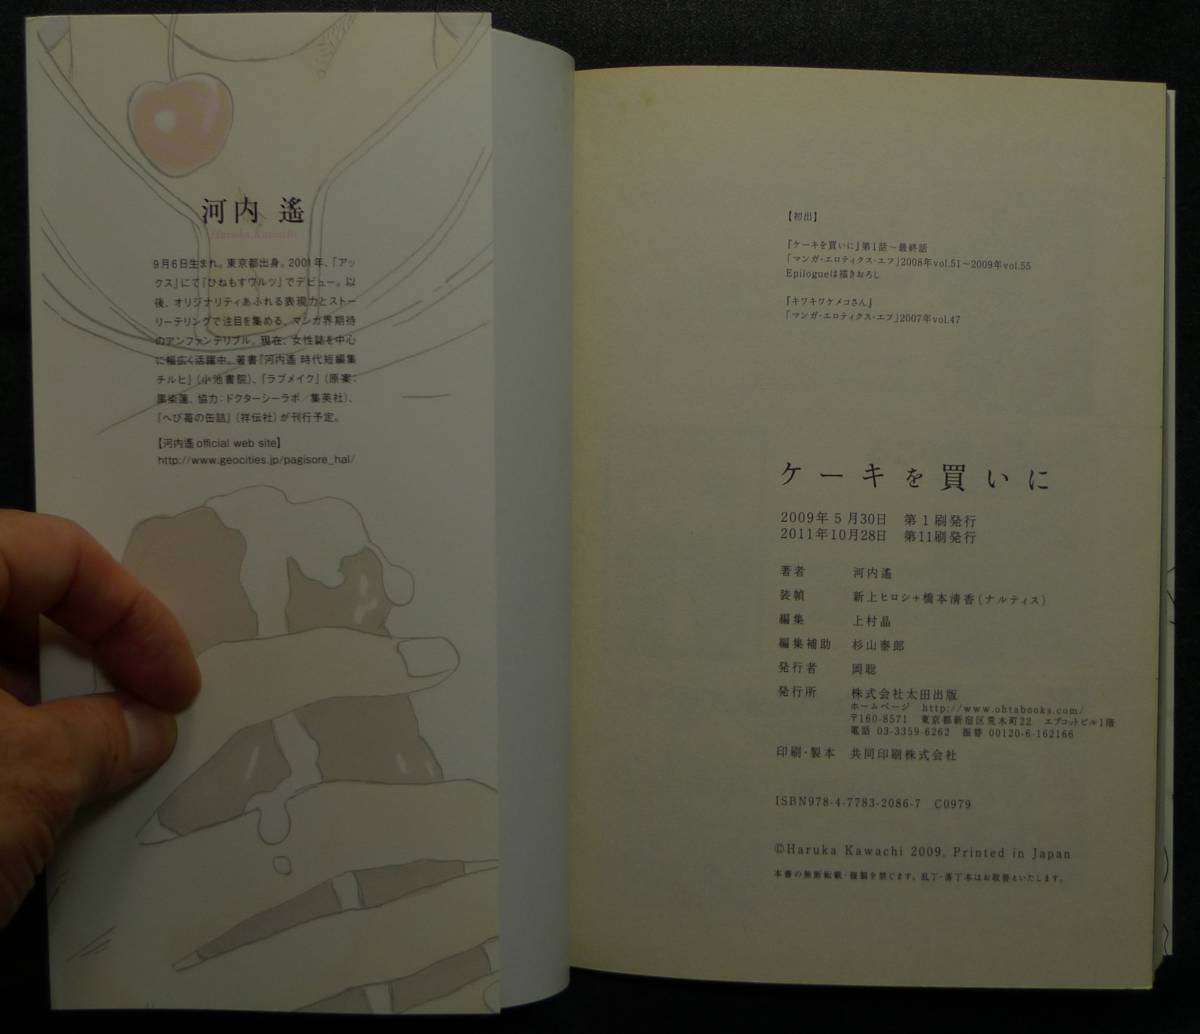 河内 遙
Haruka Kawachi
9月6日生まれ。東京都出身。2001年、「アッ
クス」にて「ひねもすワルツ」でデビュー。以
後、オリジナリティあふれる表現力とストー
リーテリングで注目を集める、マンガ界期待
のアンファンテリブル。現在、女性誌を中心
に幅広く活躍中。著書『河内遙 時代短編集
チルヒ』(小池書院)、『ラブメイク』(原案:
風染蓮、協力:ドクターシーラボ/集英社)、
『へび苺の缶詰』(祥伝社)が刊行予定。
【河内遙official web site】
http://www.geocities.jp/pagisore_hal/
【初出】
『ケーキを買いに』第1話〜最終話
「マンガ・エロティクス・エフ」2008年vol.51〜2009年vol.55
Epilogueは描きおろし
『キワキワケメコさん』
「マンガ・エロティクス・エフ」2007年vol.47
ケーキを買いに
2009年5月30日 第1刷発行
2011年10月28日 第11刷発行
著者 河内遙
装幀 新上ヒロシ+橋本清香(ナルティス)
編集 上村晶
編集補助 杉山泰郎
発行者 岡聡
発行所 株式会社太田出版
ホームページ http://www.ohtabooks.com/
〒160-8571 東京都新宿区荒木町22 エプコットビル1階
電話 03-3359-6262 振替 00120-6-162166
印刷・製本 共同印刷株式会社
ISBN978-4-7783-2086-7 C0979
©Haruka Kawachi 2009, Printed in Japan
本書の無断転載・複製を禁じます。乱丁・落丁本はお取替えいたします。